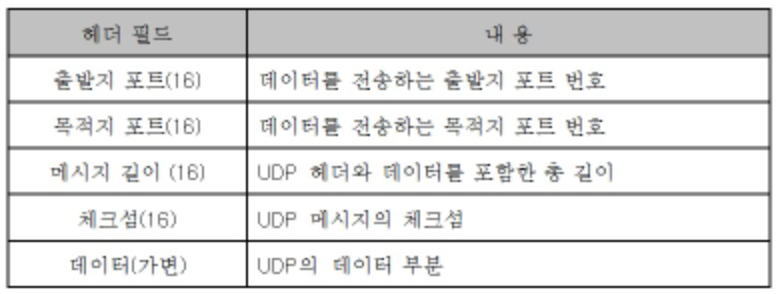 헤더 필드 내 용
출발지 포트(16) 데이터를 전송하는 출발지 포트 번호
목적지 포트(16) 데이터를 전송하는 목적지 포트 번호
메시지 길이 (16) UDP 헤더와 데이터를 포함한 총 길이
체크섬(16) UDP 메시지의 체크섬
데이터(가변) UDP의 데이터 부분